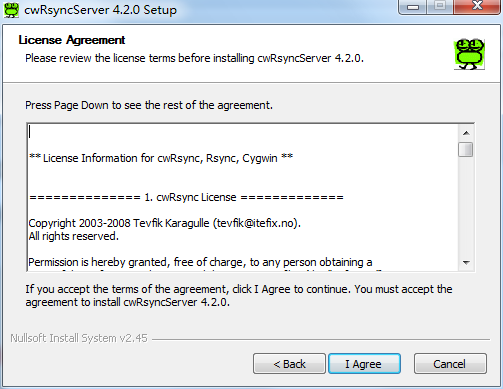 cwRsyncServer 4.2.0 Setup
License Agreement
Please review the license terms before installing cwRsyncServer 4.2.0.
Press Page Down to see the rest of the agreement.
** License Information for cwRsync, Rsync, Cygwin **
============== 1. cwRsync License =============
Copyright 2003-2008 Tevfik Karagulle (tevfik@itefix.no).
All rights reserved.
Permission is hereby granted, free of charge, to any person obtaining a
If you accept the terms of the agreement, click I Agree to continue. You must accept the
agreement to install cwRsyncServer 4.2.0.
Nullsoft Install System v2.45
< Back
I Agree
Cancel